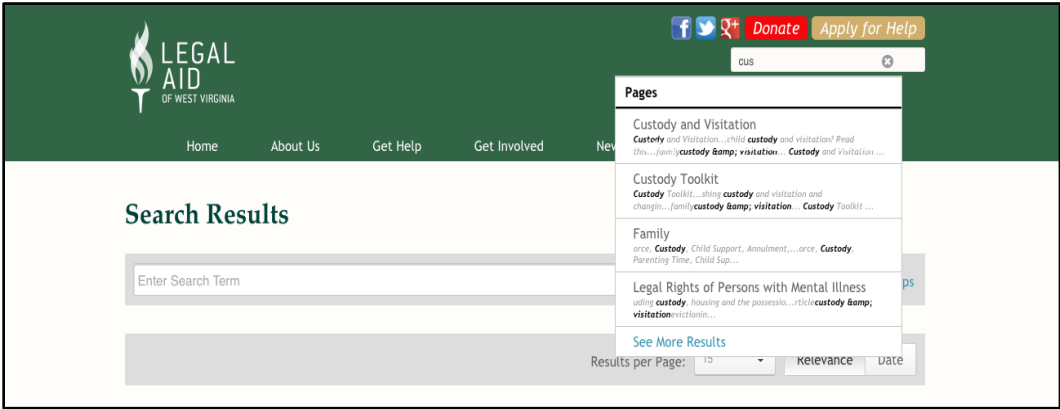 Donate
Apply for Help
LEGAL
AID
OF WEST VIRGINIA
cus
Home
About Us
Get Help
Get Involved
New
Pages
Custody and Visitation
Custody and Visitation...child custody and visitation? Read
this...familycustody &amp; visitation... Custody and Visitation ...
Custody Toolkit
Custody Toolkit...shing custody and visitation and
changin...familycustody &amp; visitation... Custody Toolkit ...
Family
orce, Custody, Child Support, Annulment,...orce, Custody,
Parenting Time, Child Sup...
Legal Rights of Persons with Mental Illness
uding custody, housing and the possessio...rticlecustody &amp;
visitationevictionin...
See More Results
Search Results
Enter Search Term
ps
Results per Page:
15
Relevance
Date